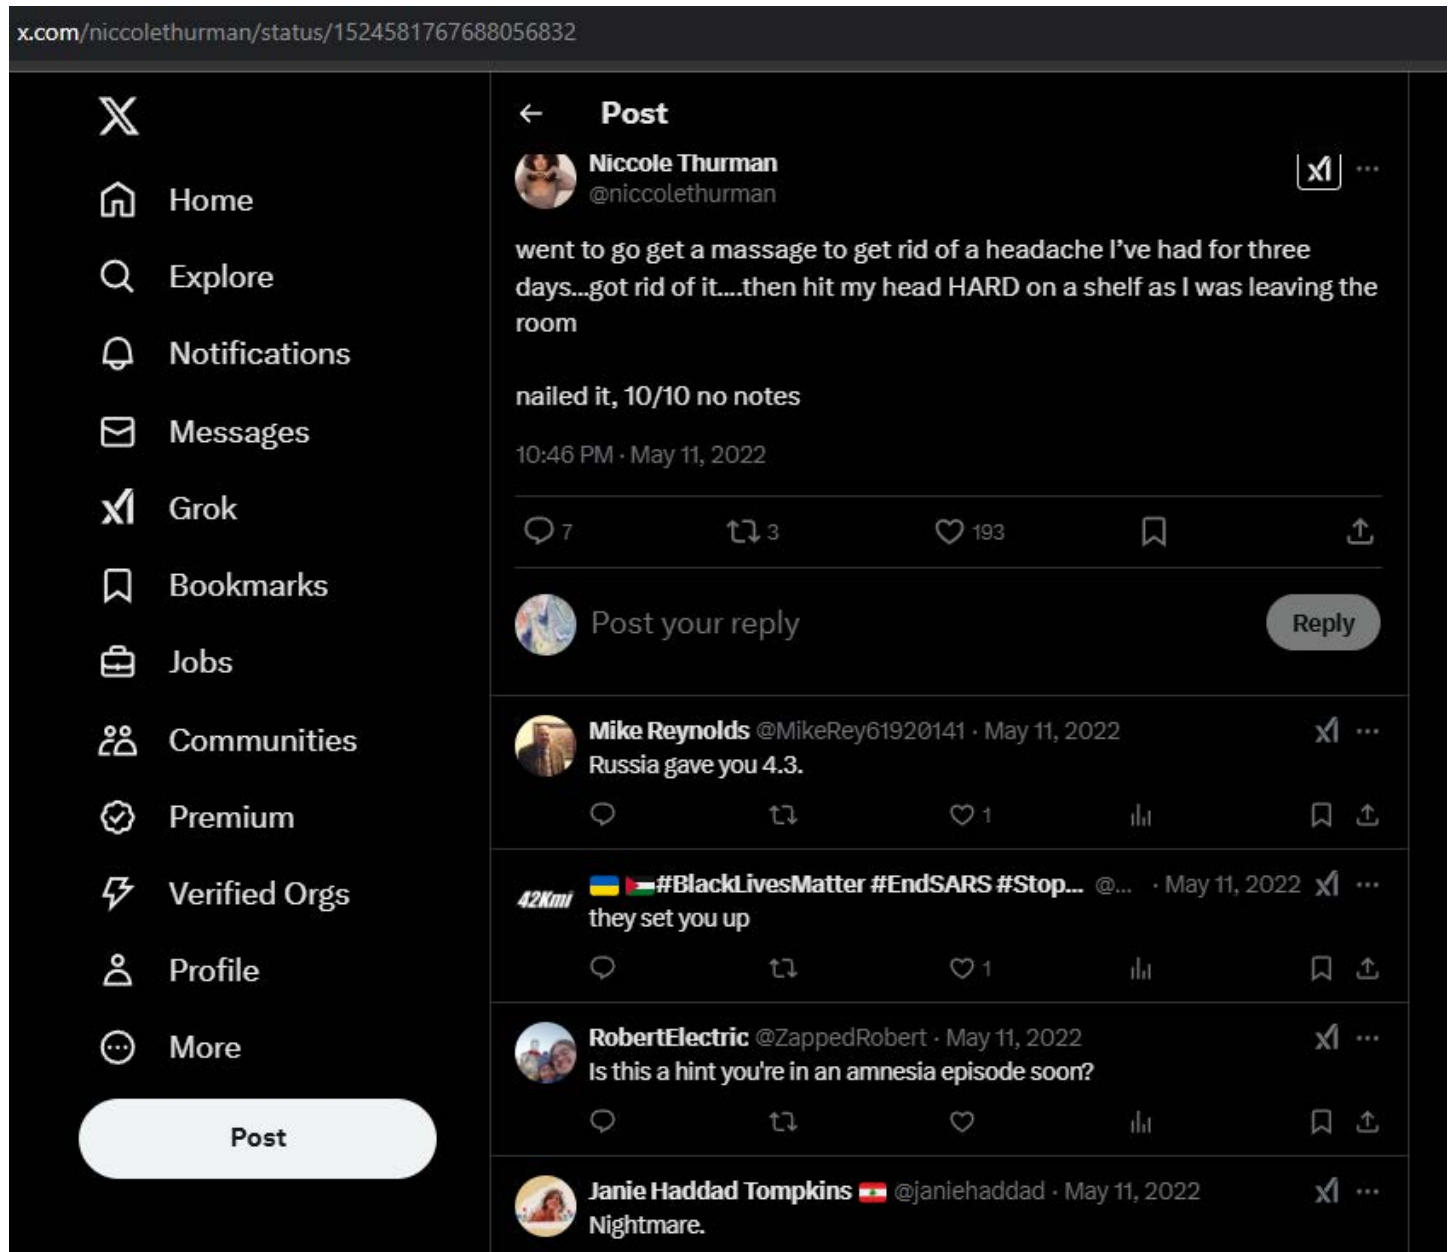 x.com/niccolethurman/status/1524581767688056832
Home
Explore
Notifications
Messages
Grok
Bookmarks
Jobs
Communities
Premium
Verified Orgs
Profile
More
Post
Post
Niccole Thurman
@niccolethurman
went to go get a massage to get rid of a headache I've had for three
days...got rid of it....then hit my head HARD on a shelf as I was leaving the
room
nailed it, 10/10 no notes
10:46 PM · May 11, 2022
7 3 193
Post your reply Reply
Mike Reynolds @MikeRey61920141 · May 11, 2022
Russia gave you 4.3.
1
42Kmi
#BlackLivesMatter #EndSARS #Stop... @... · May 11, 2022
they set you up
1
RobertElectric @ZappedRobert · May 11, 2022
Is this a hint you're in an amnesia episode soon?
Janie Haddad Tompkins @janiehaddad · May 11, 2022
Nightmare.